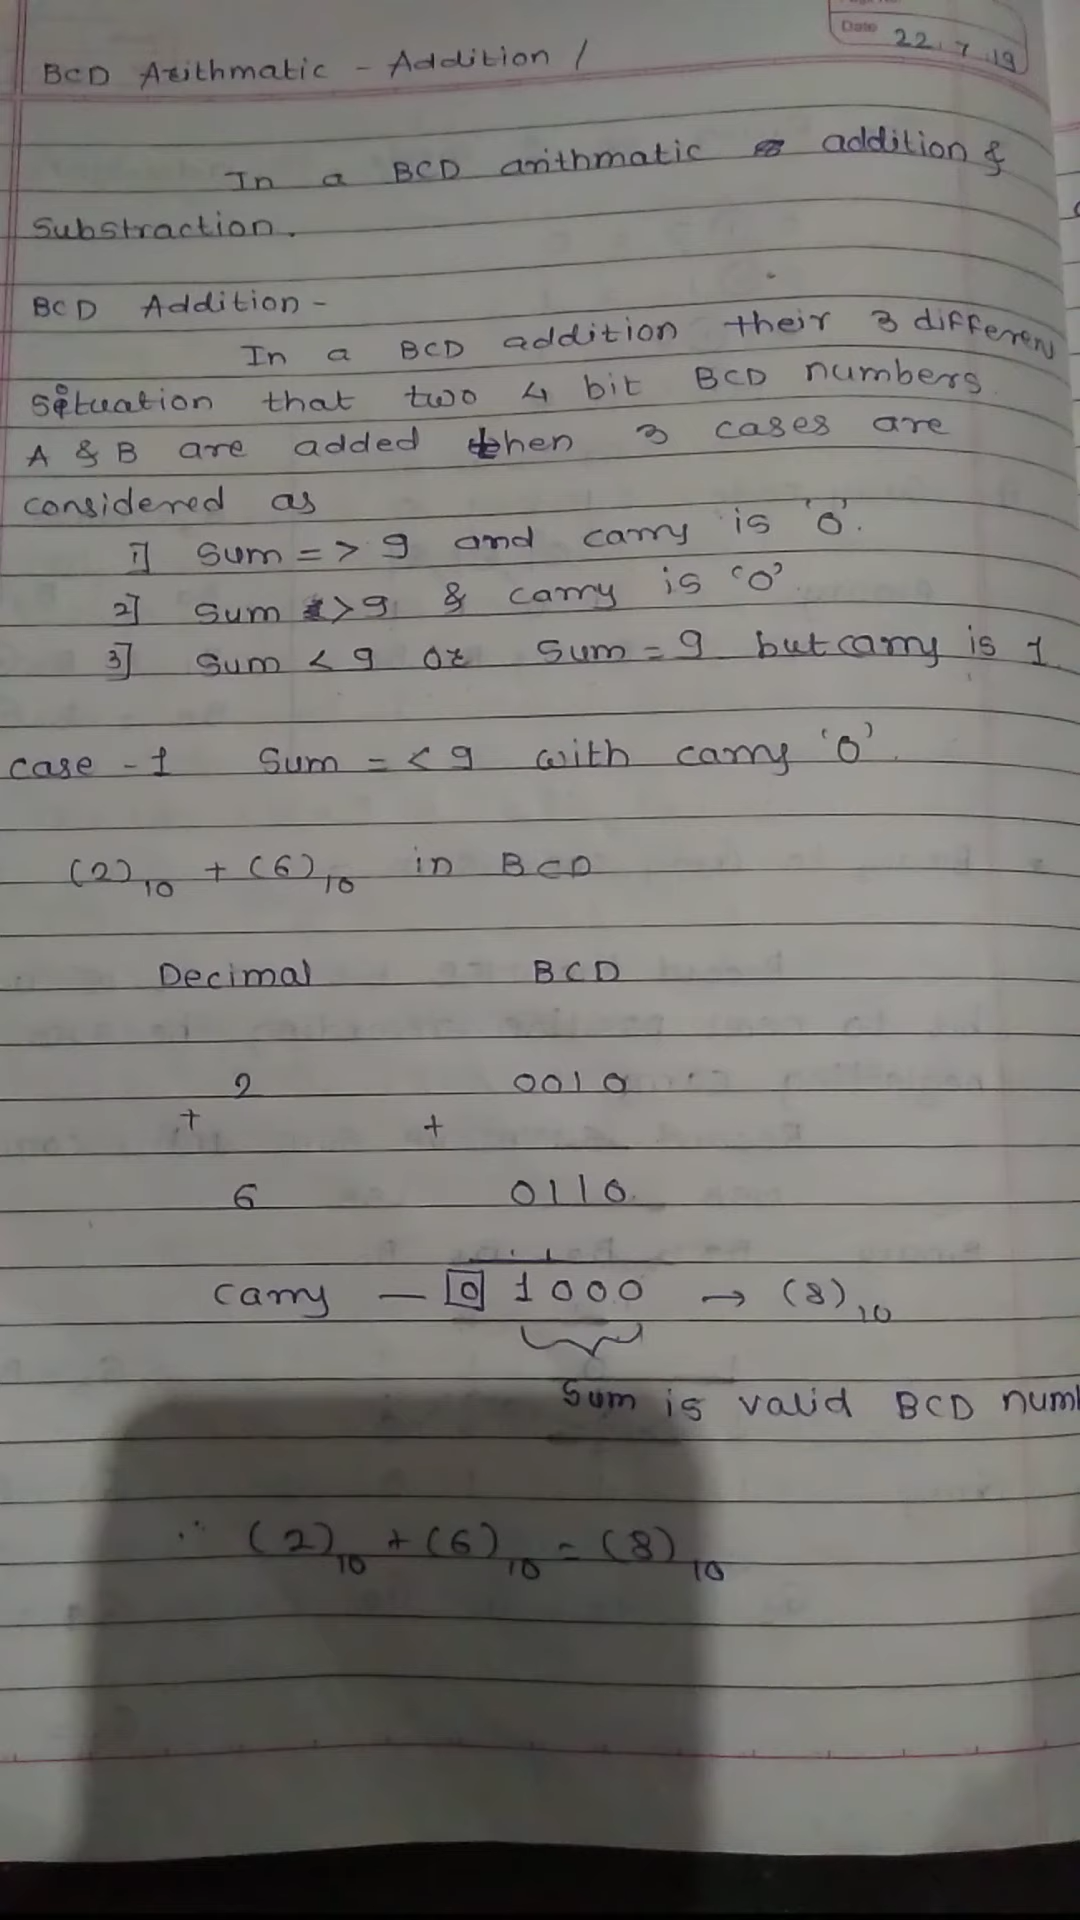 Date 22.7.19
BCD Arithmatic - Addition /
In a BCD arithmatic addition &
Substraction.
BCD Addition -
In a BCD addition their 3 differen
Situation that two 4 bit BCD numbers
A & B are added then 3 cases are
considered as
1] Sum = > 9 and carry is '0'.
2] Sum > 9 & carry is '0'.
3] Sum < 9 or Sum = 9 but carry is 1
case - 1 Sum = < 9 with carry '0'.
(2)10 + (6)10 in BCD
Decimal BCD
2 0010
+ +
6 0110
carry - 0 1000 → (8)10
Sum is valid BCD num
∴ (2)10 + (6)10 = (8)10